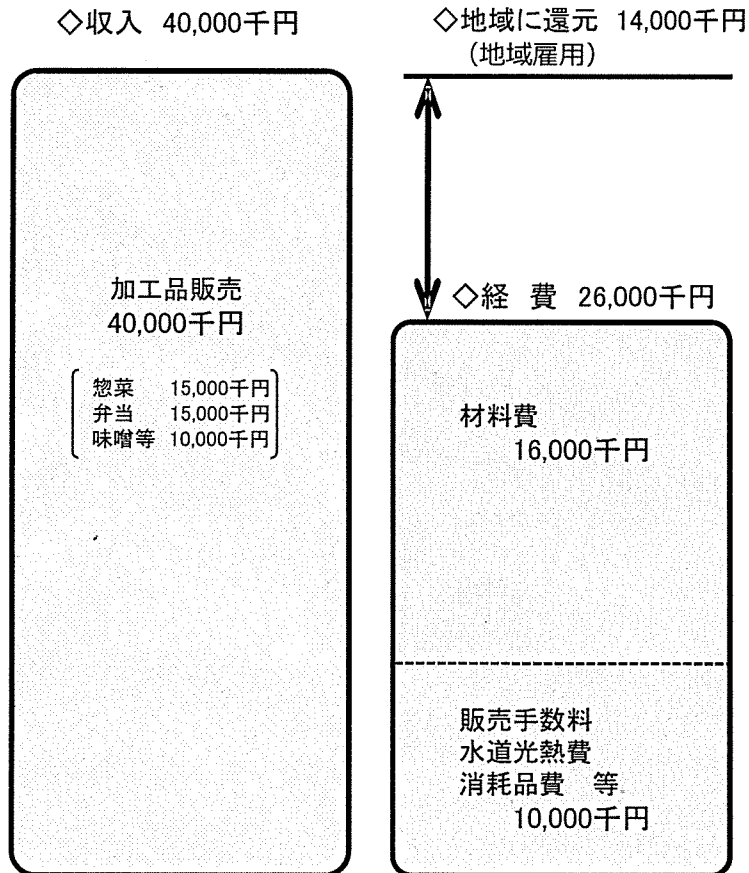 ◇収入 40,000千円
加工品販売
40,000千円
惣菜 15,000千円
弁当 15,000千円
味噌等 10,000千円
◇地域に還元 14,000千円
(地域雇用)
◇経 費 26,000千円
材料費
16,000千円
販売手数料
水道光熱費
消耗品費 等
10,000千円